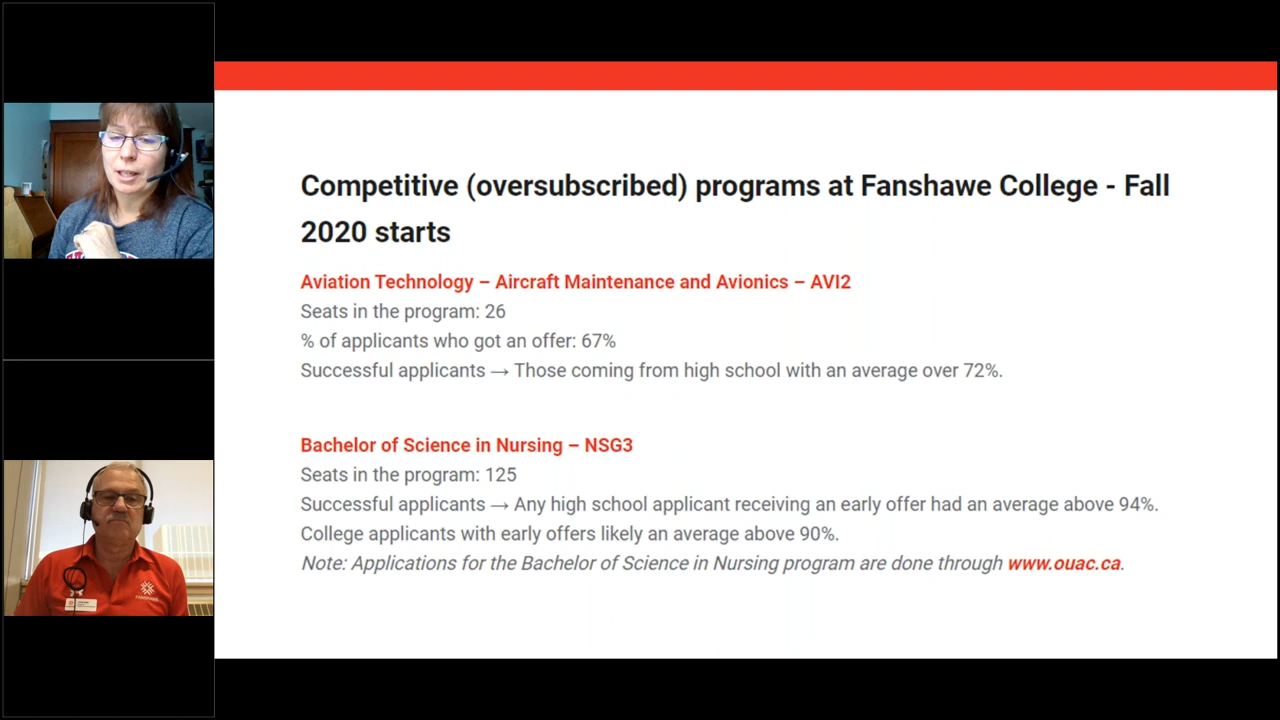 Competitive (oversubscribed) programs at Fanshawe College - Fall
2020 starts
Aviation Technology – Aircraft Maintenance and Avionics – AVI2
Seats in the program: 26
% of applicants who got an offer: 67%
Successful applicants → Those coming from high school with an average over 72%.
Bachelor of Science in Nursing – NSG3
Seats in the program: 125
Successful applicants → Any high school applicant receiving an early offer had an average above 94%.
College applicants with early offers likely an average above 90%.
Note: Applications for the Bachelor of Science in Nursing program are done through www.ouac.ca.
FANSHAWE